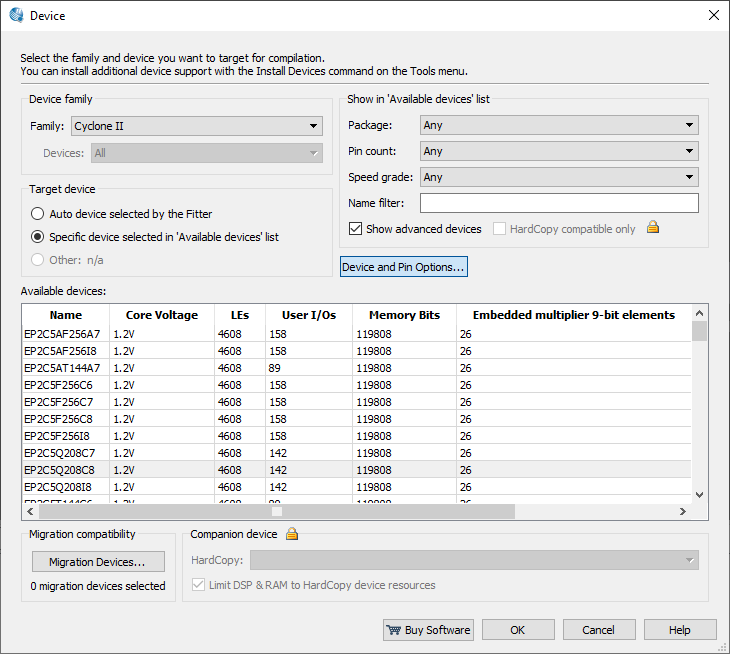 Device
Select the family and device you want to target for compilation.
You can install additional device support with the Install Devices command on the Tools menu.
Device family
Family: Cyclone II
Devices: All
Show in 'Available devices' list
Package: Any
Pin count: Any
Speed grade: Any
Name filter:
Show advanced devices HardCopy compatible only
Target device
Auto device selected by the Fitter
Specific device selected in 'Available devices' list
Other: n/a
Device and Pin Options...
Available devices:
Name Core Voltage LEs User I/Os Memory Bits Embedded multiplier 9-bit elements
EP2C5AF256A7 1.2V 4608 158 119808 26
EP2C5AF256I8 1.2V 4608 158 119808 26
EP2C5AT144A7 1.2V 4608 89 119808 26
EP2C5F256C6 1.2V 4608 158 119808 26
EP2C5F256C7 1.2V 4608 158 119808 26
EP2C5F256C8 1.2V 4608 158 119808 26
EP2C5F256I8 1.2V 4608 158 119808 26
EP2C5Q208C7 1.2V 4608 142 119808 26
EP2C5Q208C8 1.2V 4608 142 119808 26
EP2C5Q208I8 1.2V 4608 142 119808 26
1.2V 4608 89 119808 26
Migration compatibility
Migration Devices...
0 migration devices selected
Companion device
HardCopy:
Limit DSP & RAM to HardCopy device resources
Buy Software OK Cancel Help